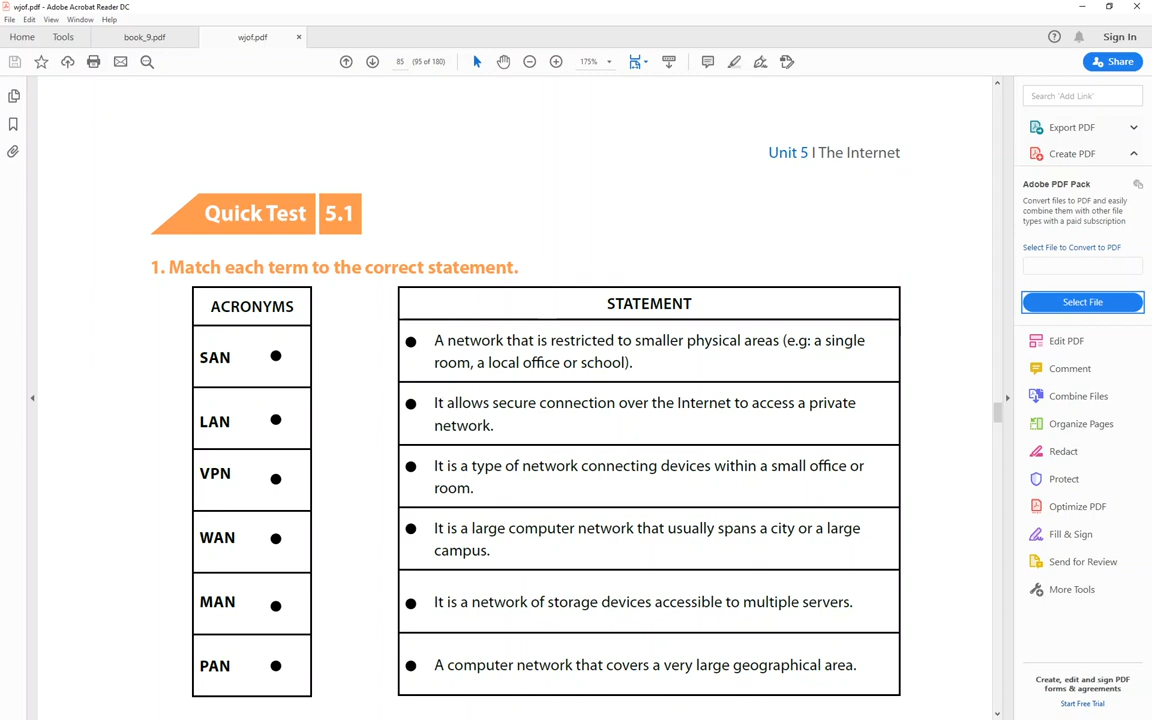 wjof.pdf - Adobe Acrobat Reader DC
File Edit View Window Help
Home Tools book_9.pdf wjof.pdf × Sign In
85 (95 of 180) 175% Share
Search 'Add Link'
Export PDF
Create PDF
Adobe PDF Pack
Convert files to PDF and easily
combine them with other file
types with a paid subscription
Select File to Convert to PDF
Select File
Edit PDF
Comment
Combine Files
Organize Pages
Redact
Protect
Optimize PDF
Fill & Sign
Send for Review
More Tools
Create, edit and sign PDF
forms & agreements
Start Free Trial
Unit 5 I The Internet
Quick Test 5.1
1. Match each term to the correct statement.
ACRONYMS
SAN
LAN
VPN
WAN
MAN
PAN
STATEMENT
A network that is restricted to smaller physical areas (e.g: a single
room, a local office or school).
It allows secure connection over the Internet to access a private
network.
It is a type of network connecting devices within a small office or
room.
It is a large computer network that usually spans a city or a large
campus.
It is a network of storage devices accessible to multiple servers.
A computer network that covers a very large geographical area.